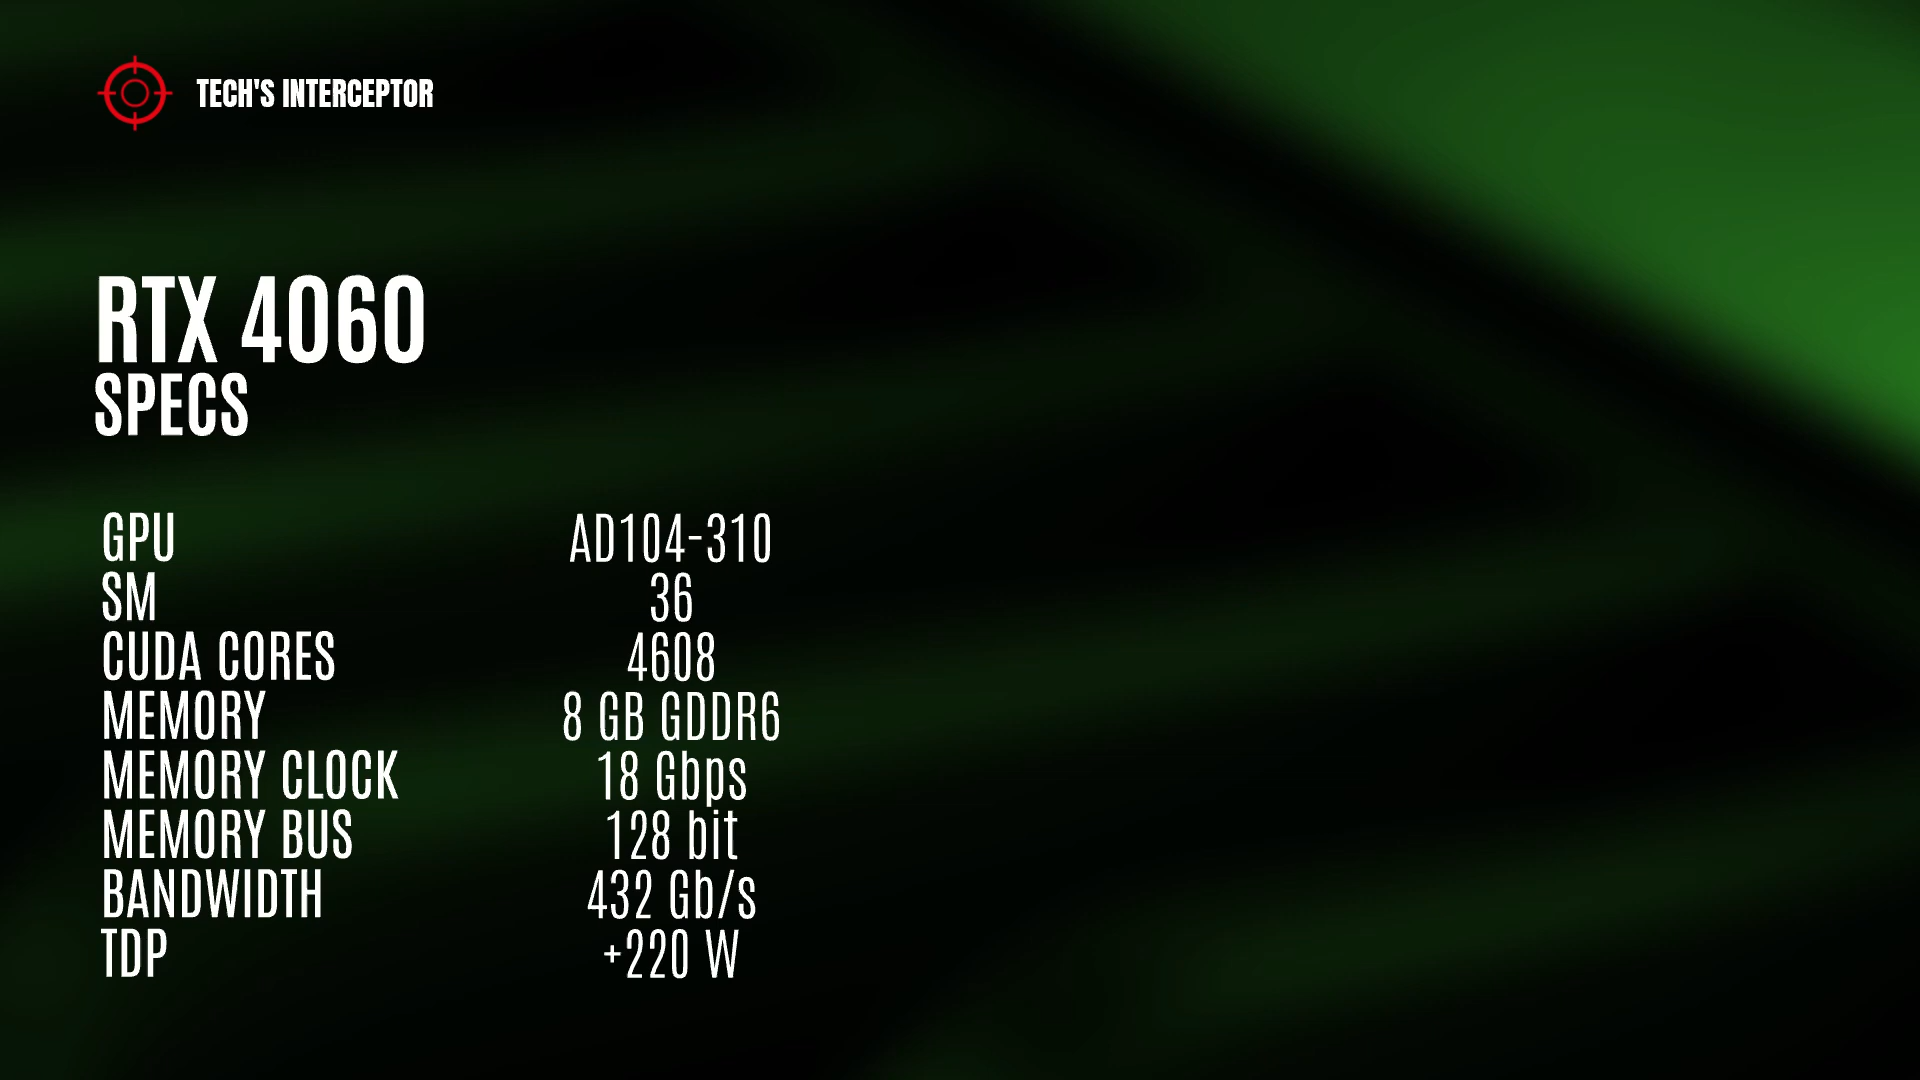 TECH'S INTERCEPTOR
RTX 4060
SPECS
GPU AD104-310
SM 36
CUDA CORES 4608
MEMORY 8 GB GDDR6
MEMORY CLOCK 18 Gbps
MEMORY BUS 128 bit
BANDWIDTH 432 Gb/s
TDP +220 W